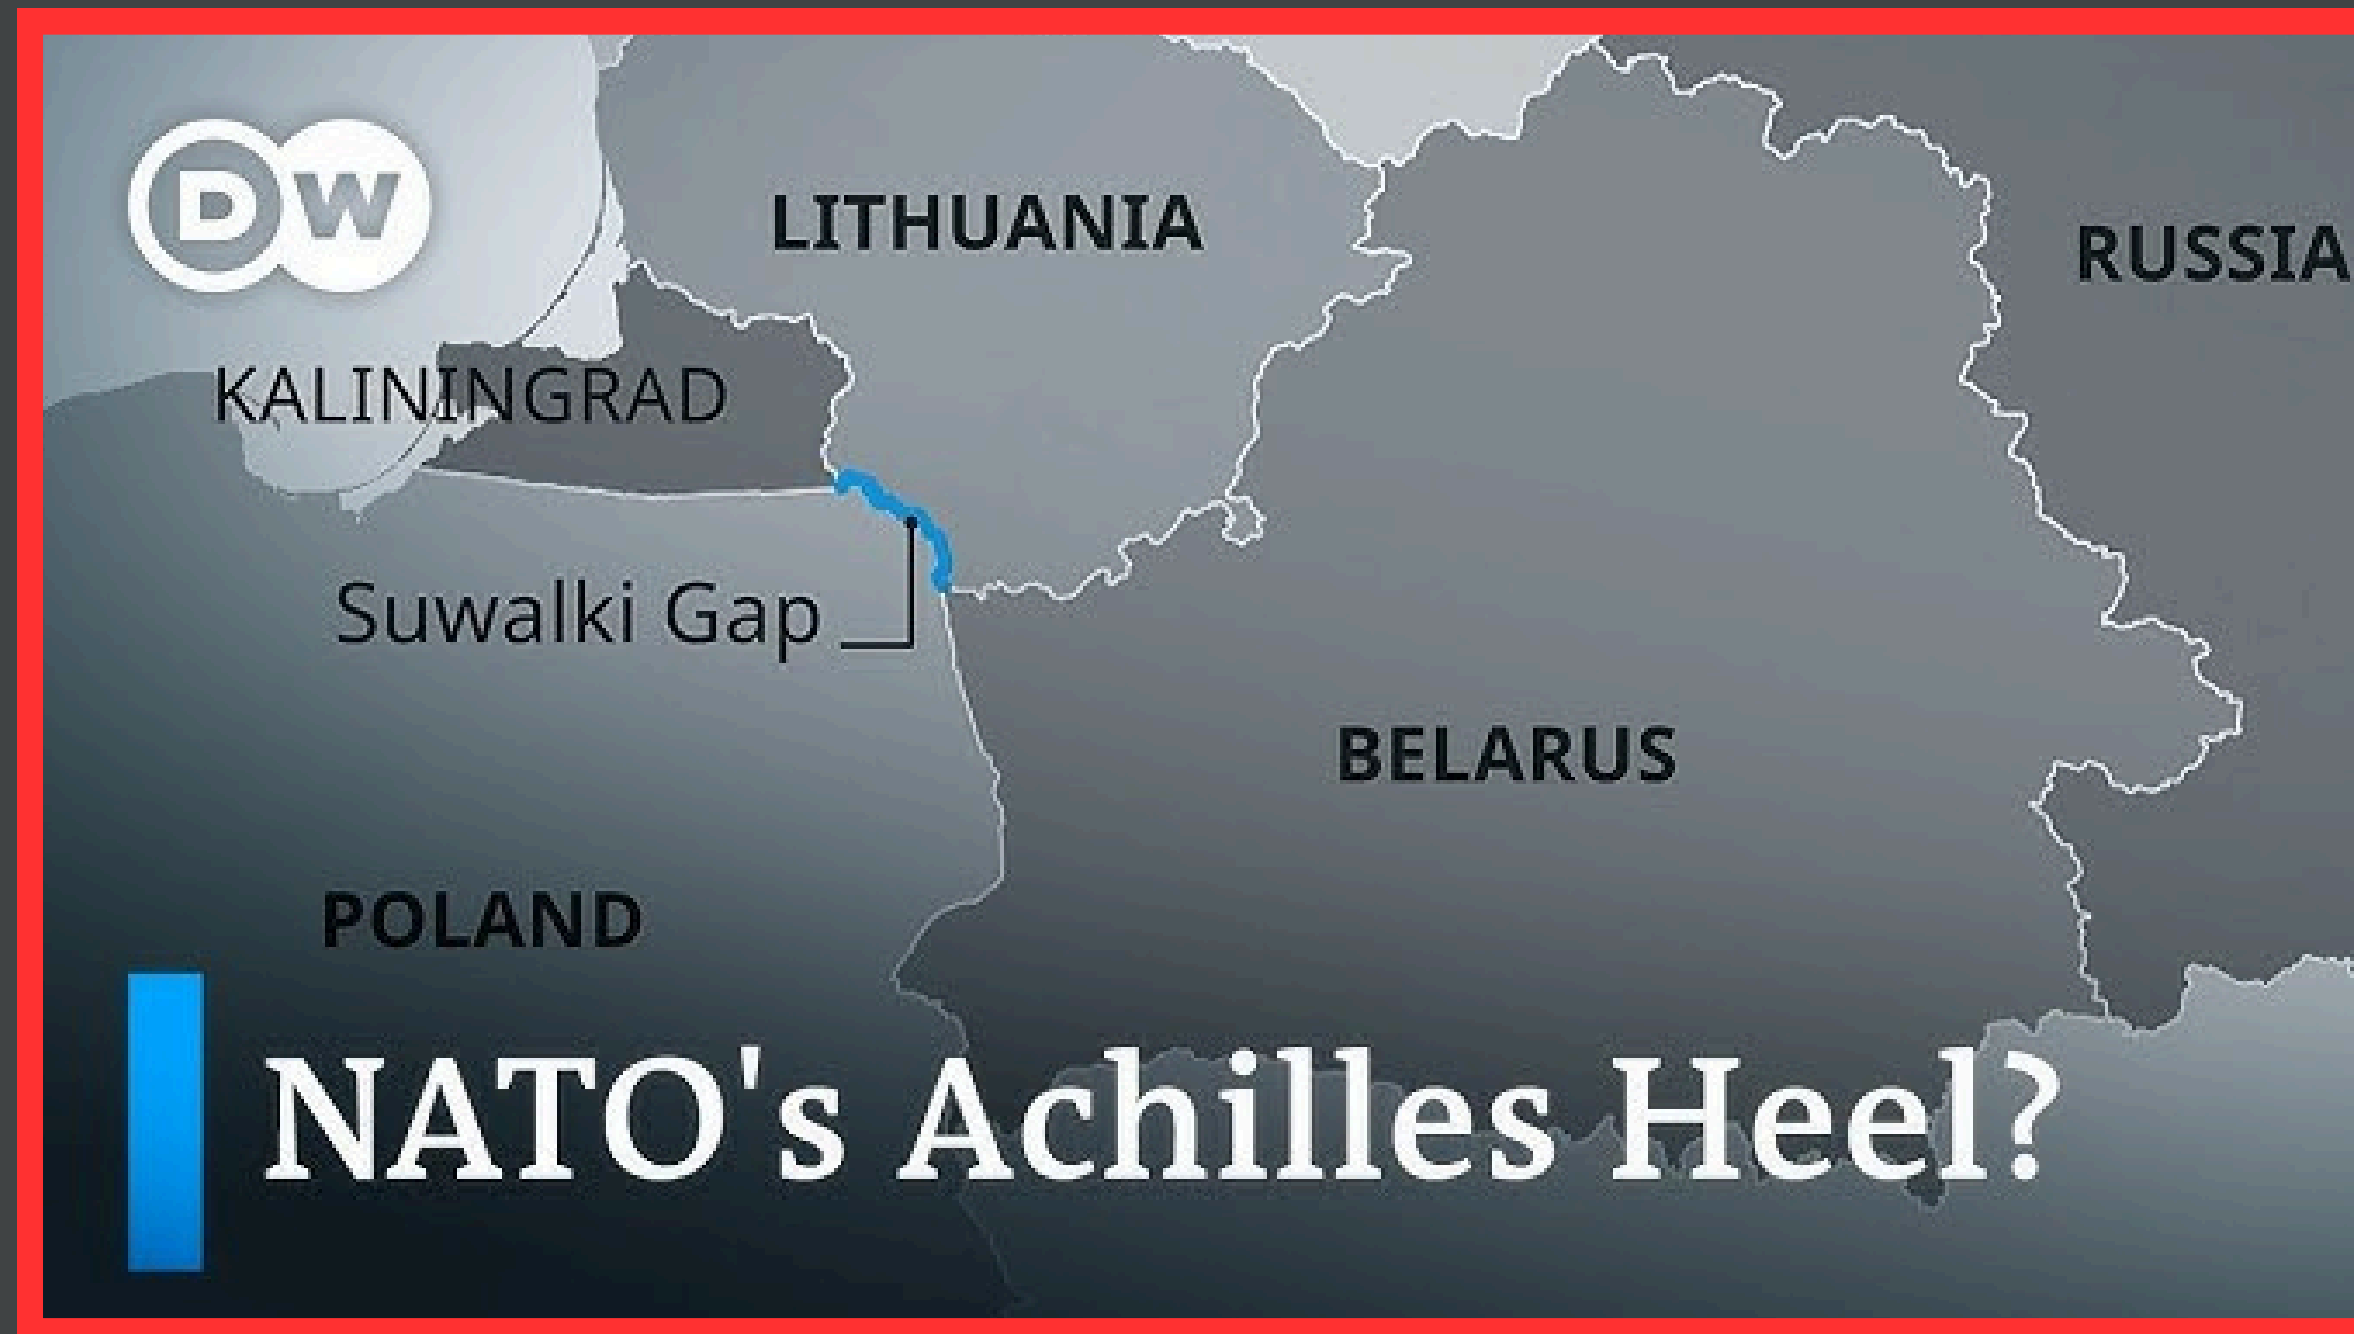 DW
LITHUANIA
RUSSIA
KALININGRAD
Suwalki Gap
BELARUS
POLAND
NATO's Achilles Heel?